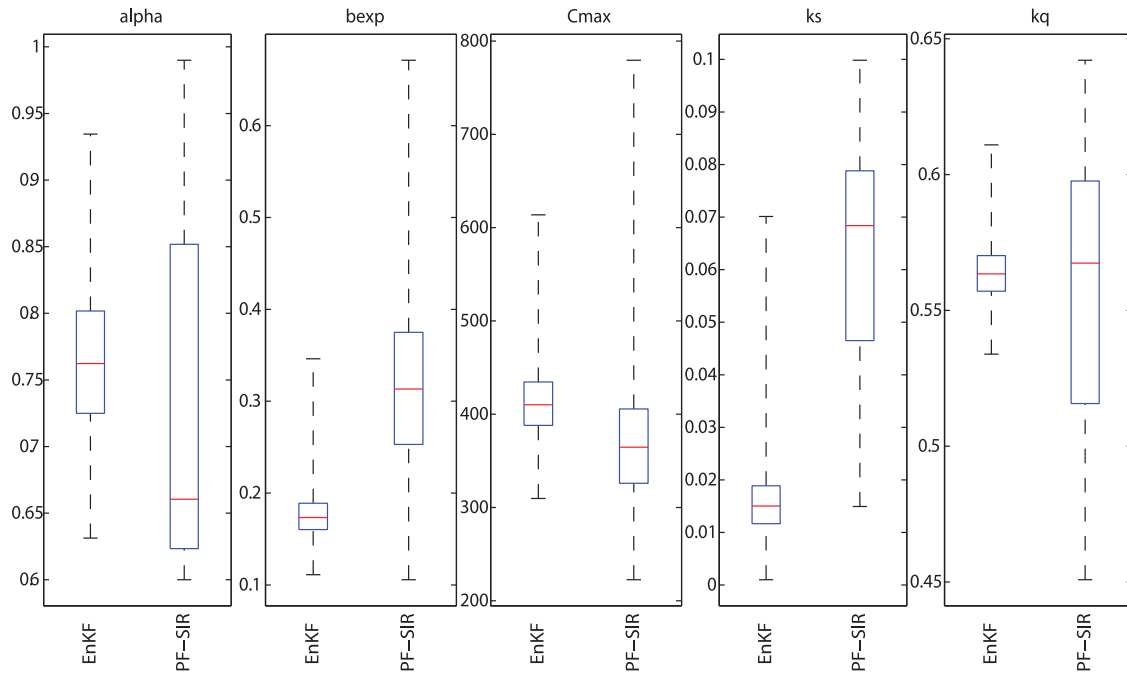 alpha
bexp
Cmax
ks
kq
1
0.95
09
0.85
0.8
0.75
07
0.65
0.6
EnKF
PF−SIR
0.6
0.5
0.4
0.3
0.2
0.1
EnKF
PF−SIR
800
700
600
500
400
300
200
EnKF
PF−SIR
0.1
0.09
0.08
0.07
0.06
0.05
0.04
0.03
0.02
0.01
0
EnKF
PF−SIR
0.65
0.6
0.55
0.5
0.45
EnKF
PF−SIR